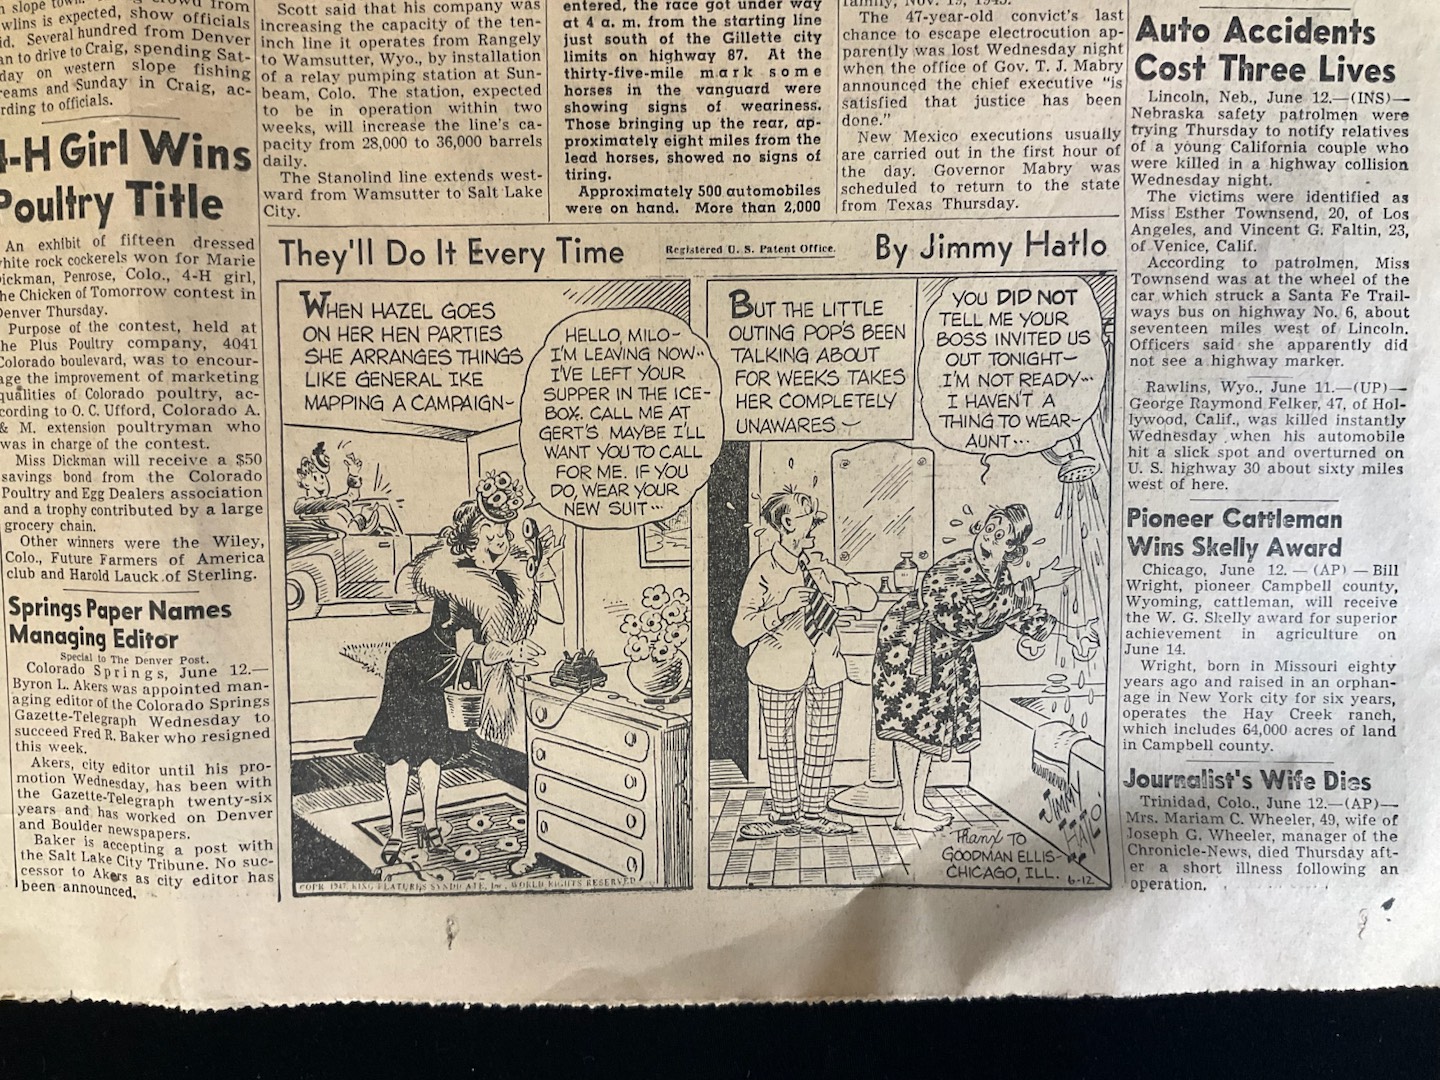 slope town.
crowd from
wlins is expected, show officials
id. Several hundred from Denver
an to drive to Craig, spending Sat-
day on western slope fishing
reams and Sunday in Craig, ac-
rding to officials.
4-H Girl Wins
Poultry Title
An exhibit of fifteen dressed
white rock cockerels won for Marie
Dickman, Penrose, Colo., 4-H girl,
the Chicken of Tomorrow contest in
Denver Thursday.
Purpose of the contest, held at
the Plus Poultry company, 4041
Colorado boulevard, was to encour-
age the improvement of marketing
qualities of Colorado poultry, ac-
cording to O. C. Ufford, Colorado A.
& M. extension poultryman who
was in charge of the contest.
Miss Dickman will receive a $50
savings bond from the Colorado
Poultry and Egg Dealers association
and a trophy contributed by a large
grocery chain.
Other winners were the Wiley,
Colo., Future Farmers of America
club and Harold Lauck of Sterling.
Springs Paper Names
Managing Editor
Special to The Denver Post.
Colorado Springs, June 12.—
Byron L. Akers was appointed man-
aging editor of the Colorado Springs
Gazette-Telegraph Wednesday to
succeed Fred R. Baker who resigned
this week.
Akers, city editor until his pro-
motion Wednesday, has been with
the Gazette-Telegraph twenty-six
years and has worked on Denver
and Boulder newspapers.
Baker is accepting a post with
the Salt Lake City Tribune. No suc-
cessor to Akers as city editor has
been announced.
Scott said that his company was
increasing the capacity of the ten-
inch line it operates from Rangely
to Wamsutter, Wyo., by installation
of a relay pumping station at Sun-
beam, Colo. The station, expected
to be in operation within two
weeks, will increase the line's ca-
pacity from 28,000 to 36,000 barrels
daily.
The Stanolind line extends west-
ward from Wamsutter to Salt Lake
City.
entered, the race got under way
at 4 a. m. from the starting line
just south of the Gillette city
limits on highway 87. At the
thirty-five-mile mark some
horses in the vanguard were
showing signs of weariness.
Those bringing up the rear, ap-
proximately eight miles from the
lead horses, showed no signs of
tiring.
Approximately 500 automobiles
were on hand. More than 2,000
family, Nov. 19, 1945.
The 47-year-old convict's last
chance to escape electrocution ap-
parently was lost Wednesday night
when the office of Gov. T. J. Mabry
announced the chief executive "is
satisfied that justice has been
done."
New Mexico executions usually
are carried out in the first hour of
the day. Governor Mabry was
scheduled to return to the state
from Texas Thursday.
They'll Do It Every Time
Registered U. S. Patent Office.
By Jimmy Hatlo
WHEN HAZEL GOES
ON HER HEN PARTIES
SHE ARRANGES THINGS
LIKE GENERAL IKE
MAPPING A CAMPAIGN~
HELLO, MILO—
I'M LEAVING NOW··
I'VE LEFT YOUR
SUPPER IN THE ICE-
BOX. CALL ME AT
GERT'S. MAYBE I'LL
WANT YOU TO CALL
FOR ME. IF YOU
DO, WEAR YOUR
NEW SUIT···
COPR 1947, KING FEATURES SYNDICATE, Inc., WORLD RIGHTS RESERVED
BUT THE LITTLE
OUTING POP'S BEEN
TALKING ABOUT
FOR WEEKS TAKES
HER COMPLETELY
UNAWARES~
YOU DID NOT
TELL ME YOUR
BOSS INVITED US
OUT TONIGHT—
I'M NOT READY···
I HAVEN'T A
THING TO WEAR—
AUNT···
JIMMY
HATLO
Thanx TO
GOODMAN ELLIS—
CHICAGO, ILL.
6-12
Auto Accidents
Cost Three Lives
Lincoln, Neb., June 12.—(INS)—
Nebraska safety patrolmen were
trying Thursday to notify relatives
of a young California couple who
were killed in a highway collision
Wednesday night.
The victims were identified as
Miss Esther Townsend, 20, of Los
Angeles, and Vincent G. Faltin, 23,
of Venice, Calif.
According to patrolmen, Miss
Townsend was at the wheel of the
car which struck a Santa Fe Trail-
ways bus on highway No. 6, about
seventeen miles west of Lincoln.
Officers said she apparently did
not see a highway marker.
Rawlins, Wyo., June 11.—(UP)—
George Raymond Felker, 47, of Hol-
lywood, Calif., was killed instantly
Wednesday when his automobile
hit a slick spot and overturned on
U. S. highway 30 about sixty miles
west of here.
Pioneer Cattleman
Wins Skelly Award
Chicago, June 12. — (AP) — Bill
Wright, pioneer Campbell county,
Wyoming, cattleman, will receive
the W. G. Skelly award for superior
achievement in agriculture on
June 14.
Wright, born in Missouri eighty
years ago and raised in an orphan-
age in New York city for six years,
operates the Hay Creek ranch,
which includes 64,000 acres of land
in Campbell county.
Journalist's Wife Dies
Trinidad, Colo., June 12.—(AP)—
Mrs. Mariam C. Wheeler, 49, wife of
Joseph G. Wheeler, manager of the
Chronicle-News, died Thursday aft-
er a short illness following an
operation.